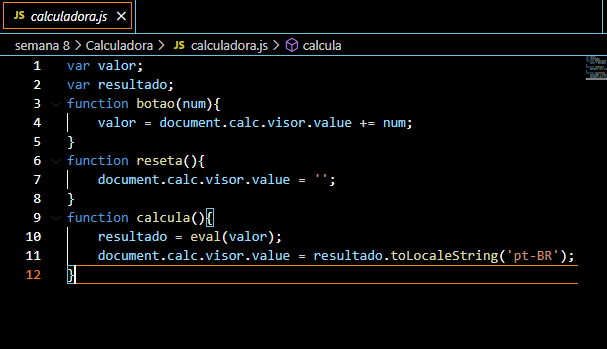 JS calculadora.js ×
semana 8 > Calculadora > JS calculadora.js > calcula
1 var valor;
2 var resultado;
3 function botao(num){
4 valor = document.calc.visor.value += num;
5 }
6 function reseta(){
7 document.calc.visor.value = '';
8 }
9 function calcula(){
10 resultado = eval(valor);
11 document.calc.visor.value = resultado.toLocaleString('pt-BR');
12 }